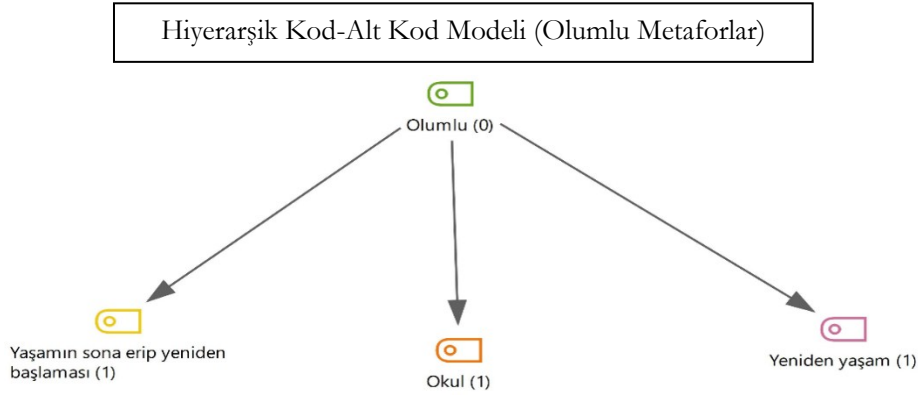 Hiyerarşik Kod-Alt Kod Modeli (Olumlu Metaforlar)
Olumlu (0)
Yaşamın sona erip yeniden
başlaması (1)
Okul (1)
Yeniden yaşam (1)